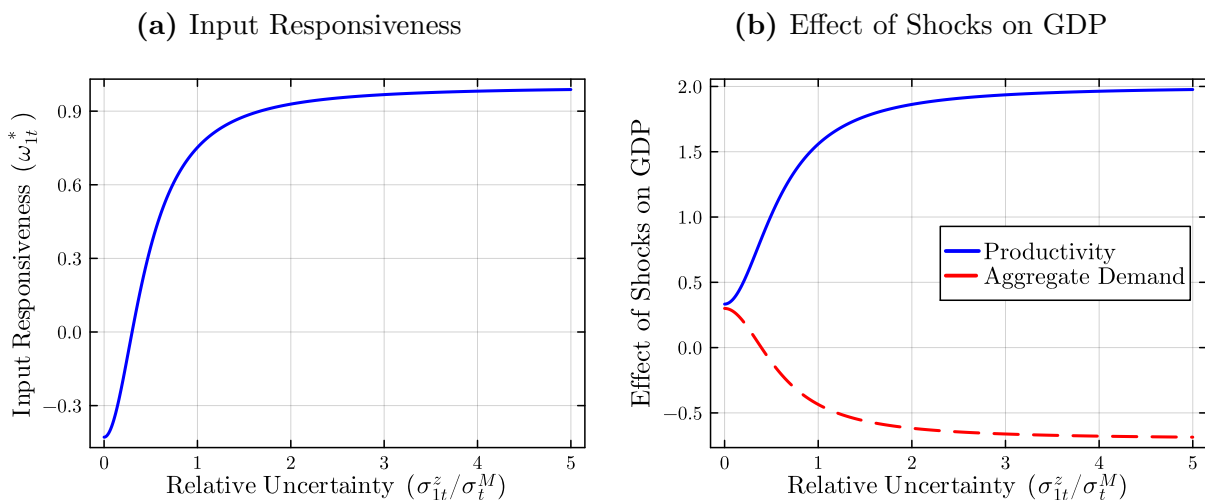 (a) Input Responsiveness
Input Responsiveness (ω*₁ₜ)
0.9
0.6
0.3
0.0
−0.3
0 1 2 3 4 5
Relative Uncertainty (σᶻ₁ₜ/σᴹₜ)
(b) Effect of Shocks on GDP
Effect of Shocks on GDP
2.0
1.5
1.0
0.5
0.0
−0.5
Productivity
Aggregate Demand
0 1 2 3 4 5
Relative Uncertainty (σᶻ₁ₜ/σᴹₜ)